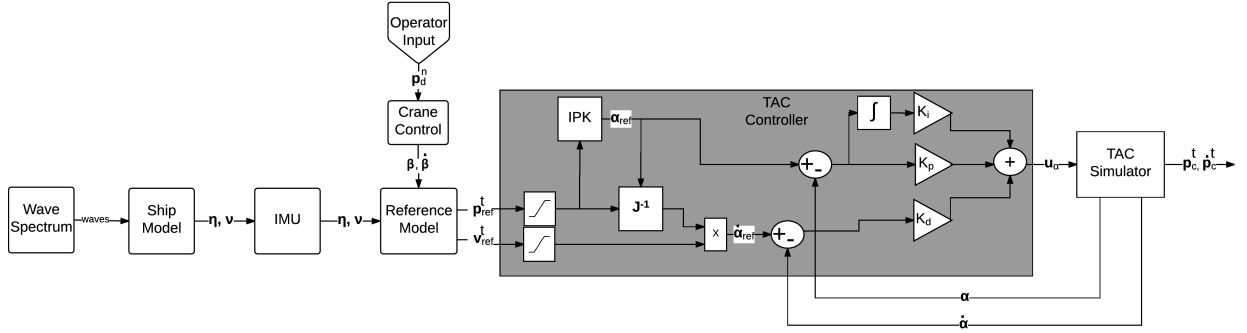 Operator
Input
p_d^n
Crane
Control
β, β̇
Wave
Spectrum
waves
Ship
Model
η, ν
IMU
η, ν
Reference
Model
p_ref^t
v_ref^t
TAC
Controller
IPK
α_ref
J⁻¹
x
α̇_ref
+-
+-
∫
K_i
K_p
K_d
+
u_α
TAC
Simulator
p_c^t, ṗ_c^t
α
α̇